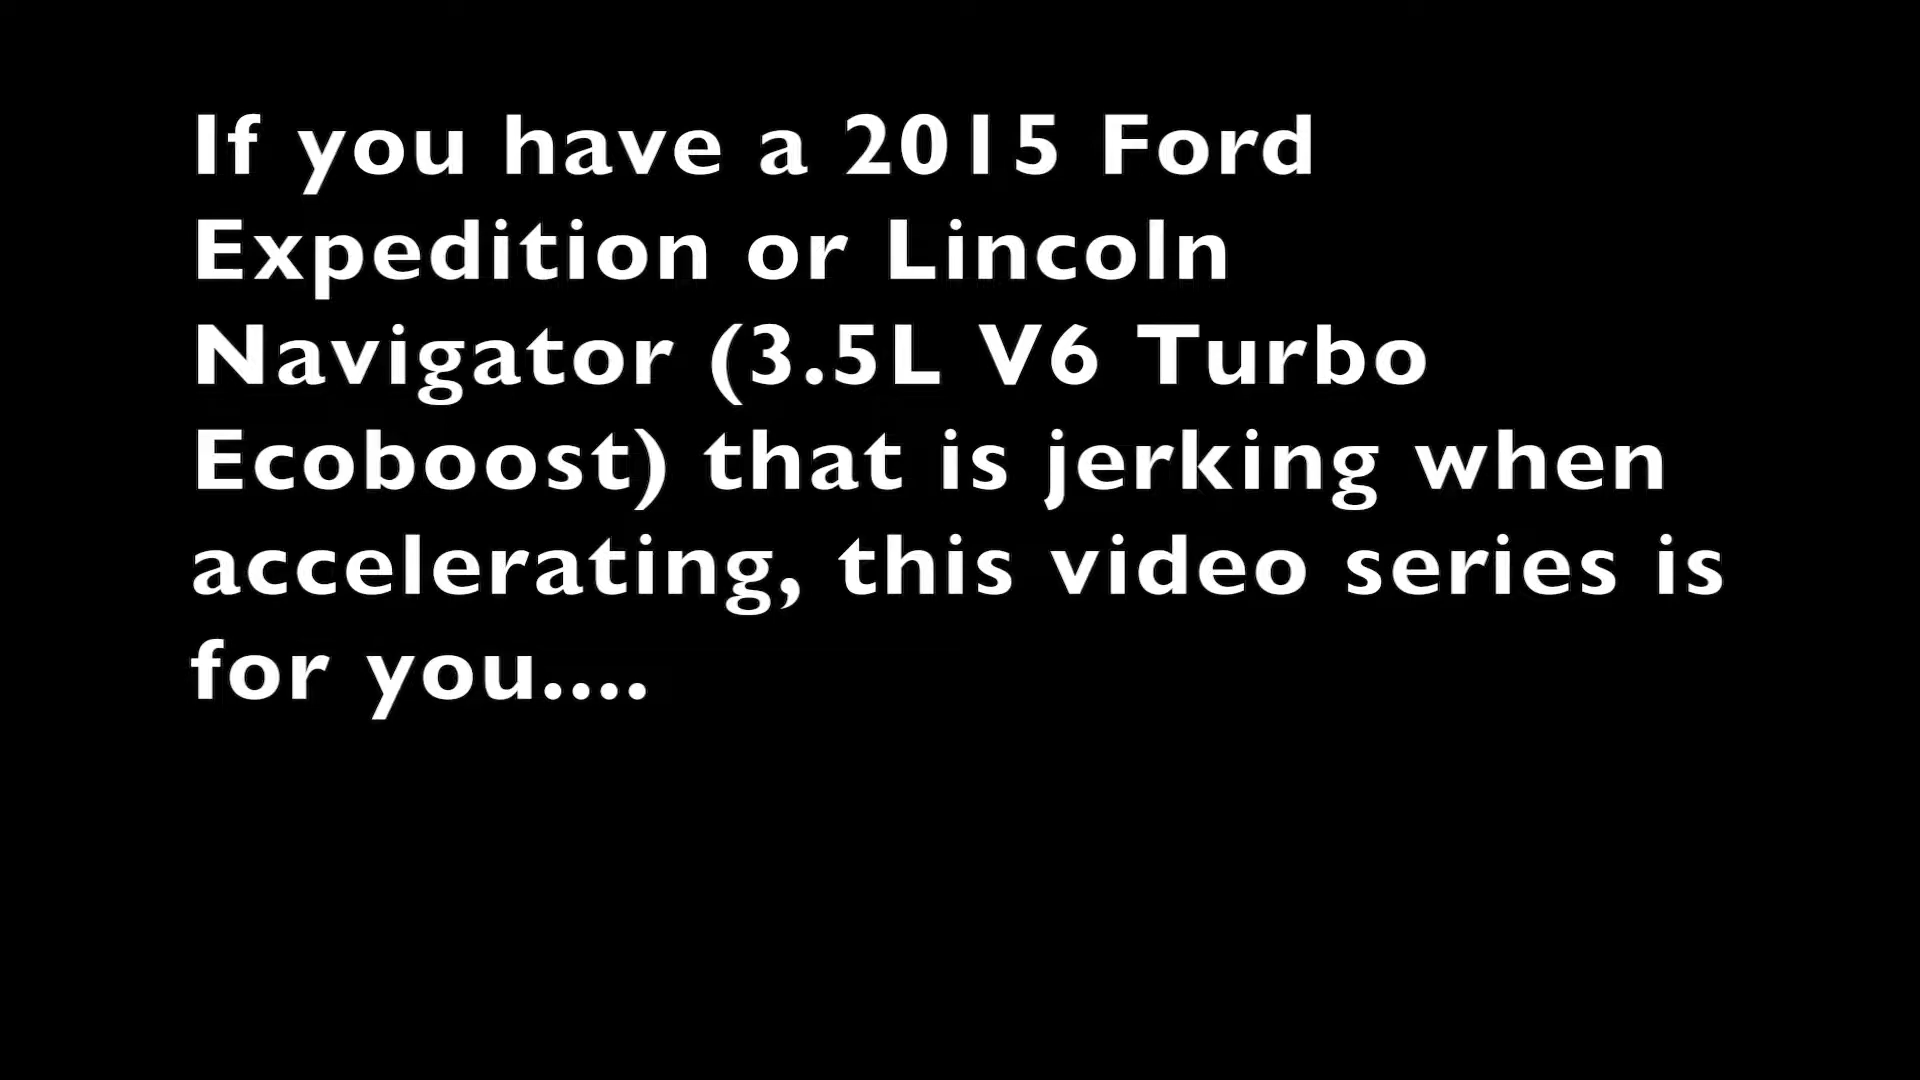 If you have a 2015 Ford
Expedition or Lincoln
Navigator (3.5L V6 Turbo
Ecoboost) that is jerking when
accelerating, this video series is
for you....